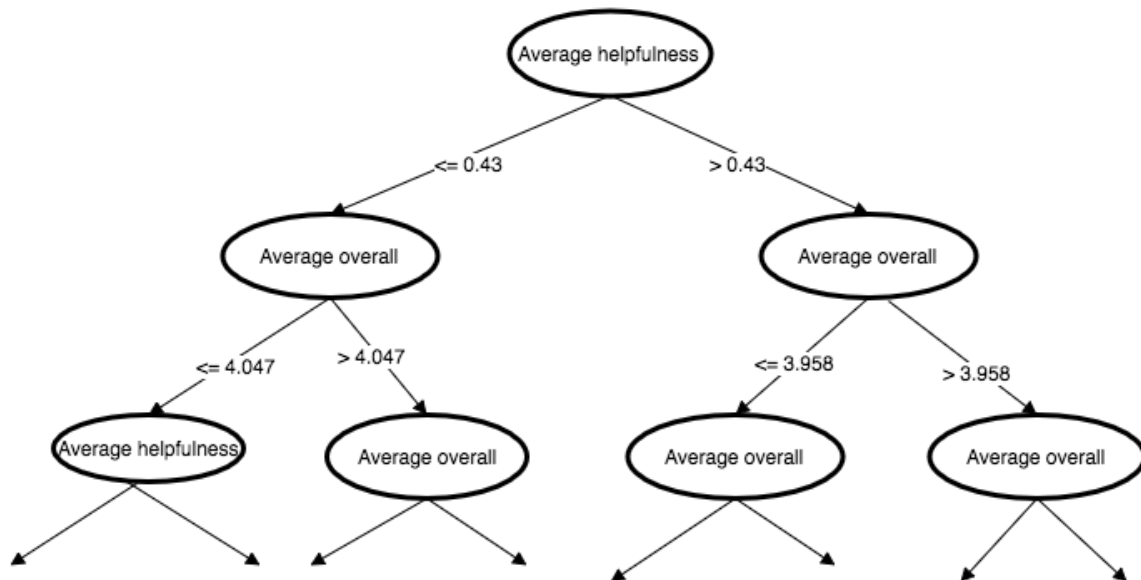 Average helpfulness
<= 0.43
> 0.43
Average overall
Average overall
<= 4.047
> 4.047
<= 3.958
> 3.958
Average helpfulness
Average overall
Average overall
Average overall